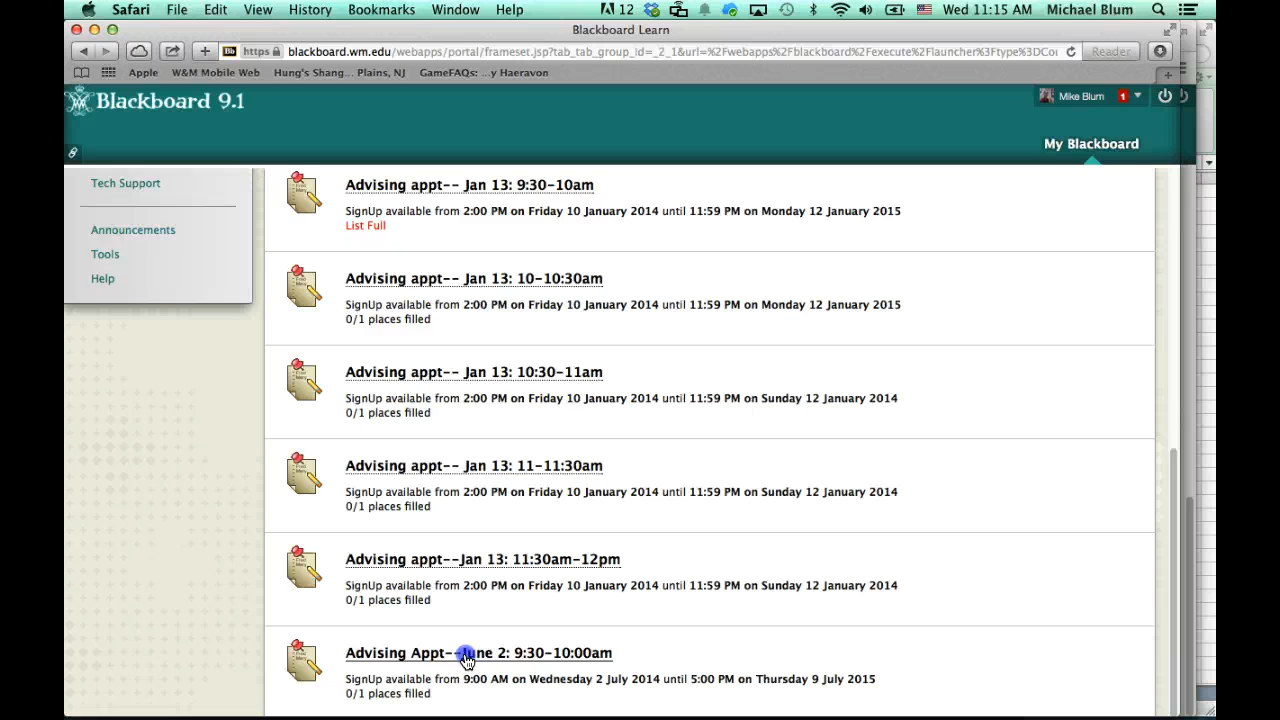 Safari File Edit View History Bookmarks Window Help 12 Wed 11:15 AM Michael Blum
Blackboard Learn
Bb https blackboard.wm.edu/webapps/portal/frameset.jsp?tab_tab_group_id=_2_1&url=%2Fwebapps%2Fblackboard%2Fexecute%2Flauncher%3Ftype%3DCou Reader
Apple W&M Mobile Web Hung's Shang... Plains, NJ GameFAQs: ...y Haeravon
Blackboard 9.1
Mike Blum 1
My Blackboard
Tech Support
Announcements
Tools
Help
Advising appt-- Jan 13: 9:30-10am
SignUp available from 2:00 PM on Friday 10 January 2014 until 11:59 PM on Monday 12 January 2015
List Full
Advising appt-- Jan 13: 10-10:30am
SignUp available from 2:00 PM on Friday 10 January 2014 until 11:59 PM on Monday 12 January 2015
0/1 places filled
Advising appt-- Jan 13: 10:30-11am
SignUp available from 2:00 PM on Friday 10 January 2014 until 11:59 PM on Sunday 12 January 2014
0/1 places filled
Advising appt-- Jan 13: 11-11:30am
SignUp available from 2:00 PM on Friday 10 January 2014 until 11:59 PM on Sunday 12 January 2014
0/1 places filled
Advising appt--Jan 13: 11:30am-12pm
SignUp available from 2:00 PM on Friday 10 January 2014 until 11:59 PM on Sunday 12 January 2014
0/1 places filled
Advising Appt--June 2: 9:30-10:00am
SignUp available from 9:00 AM on Wednesday 2 July 2014 until 5:00 PM on Thursday 9 July 2015
0/1 places filled